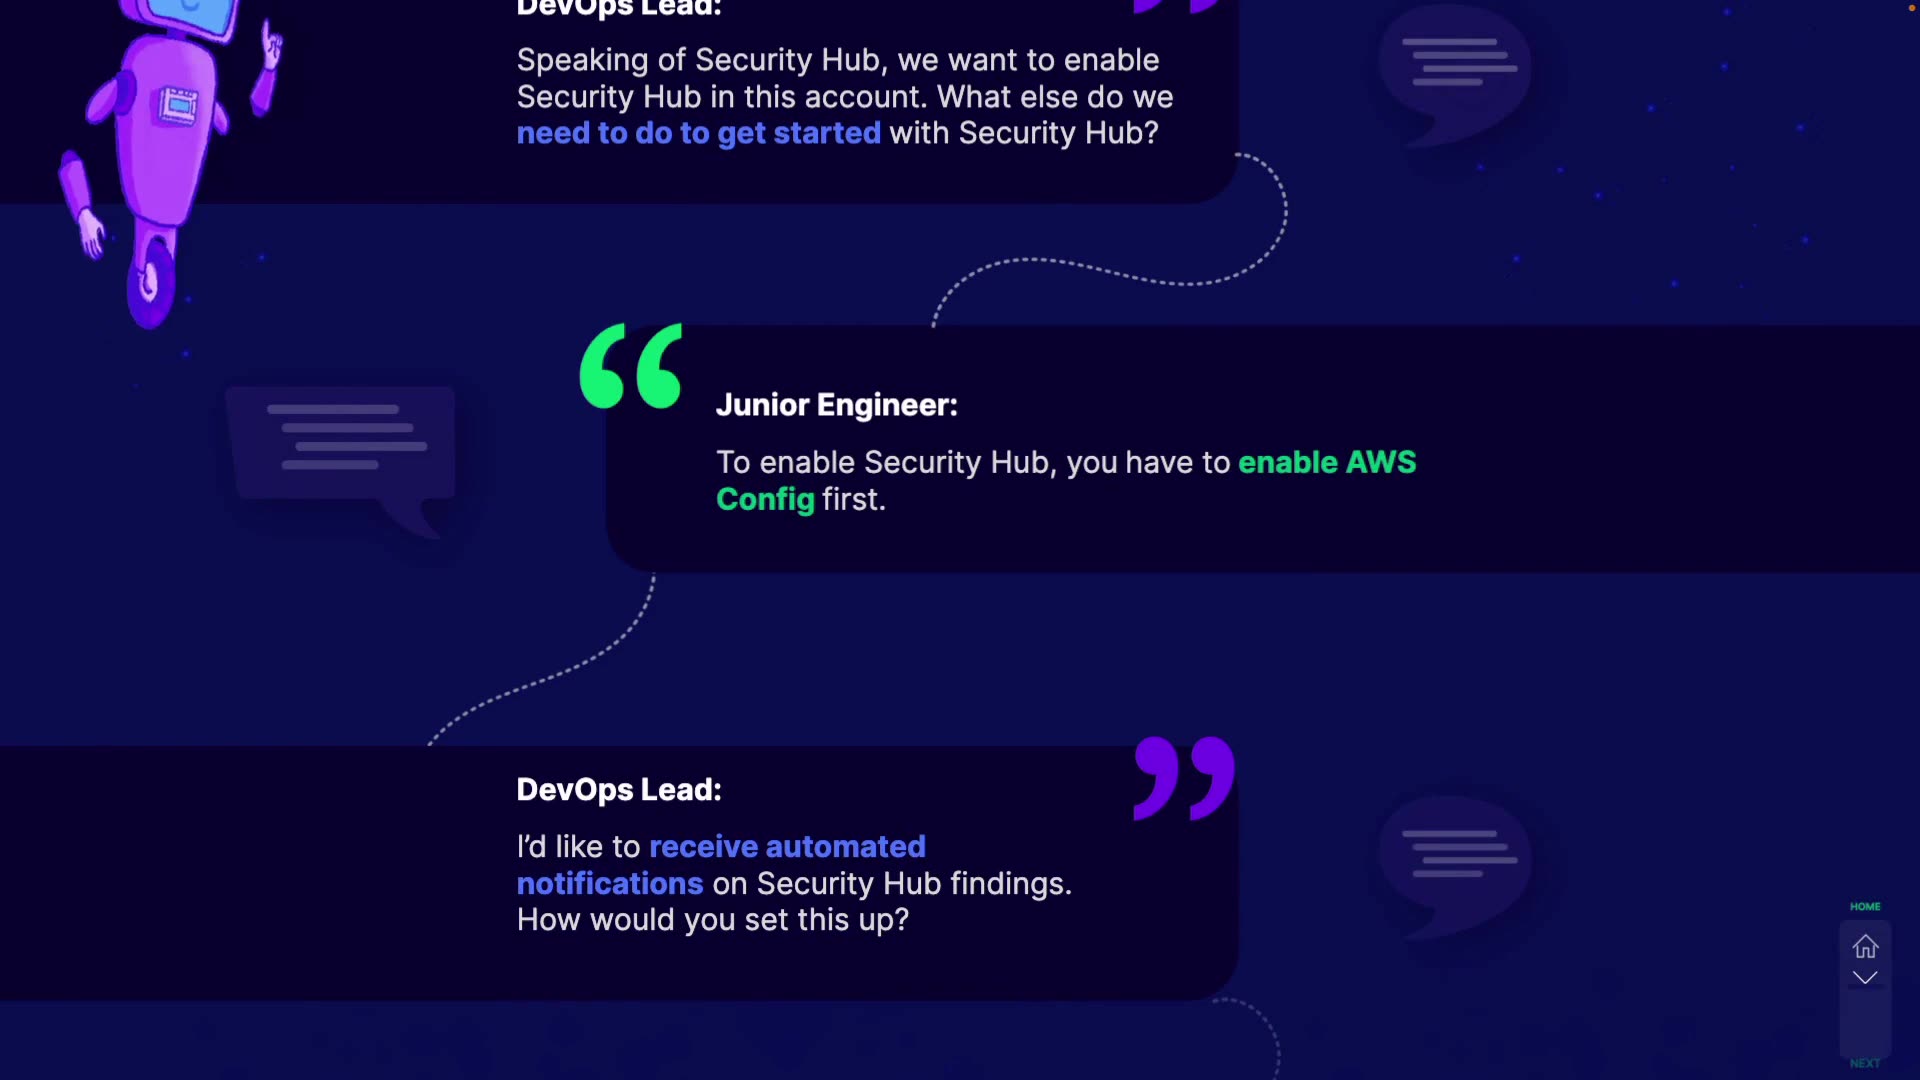 DevOps Lead:
Speaking of Security Hub, we want to enable
Security Hub in this account. What else do we
need to do to get started with Security Hub?
Junior Engineer:
To enable Security Hub, you have to enable AWS
Config first.
DevOps Lead:
I’d like to receive automated
notifications on Security Hub findings.
How would you set this up?
HOME
NEXT